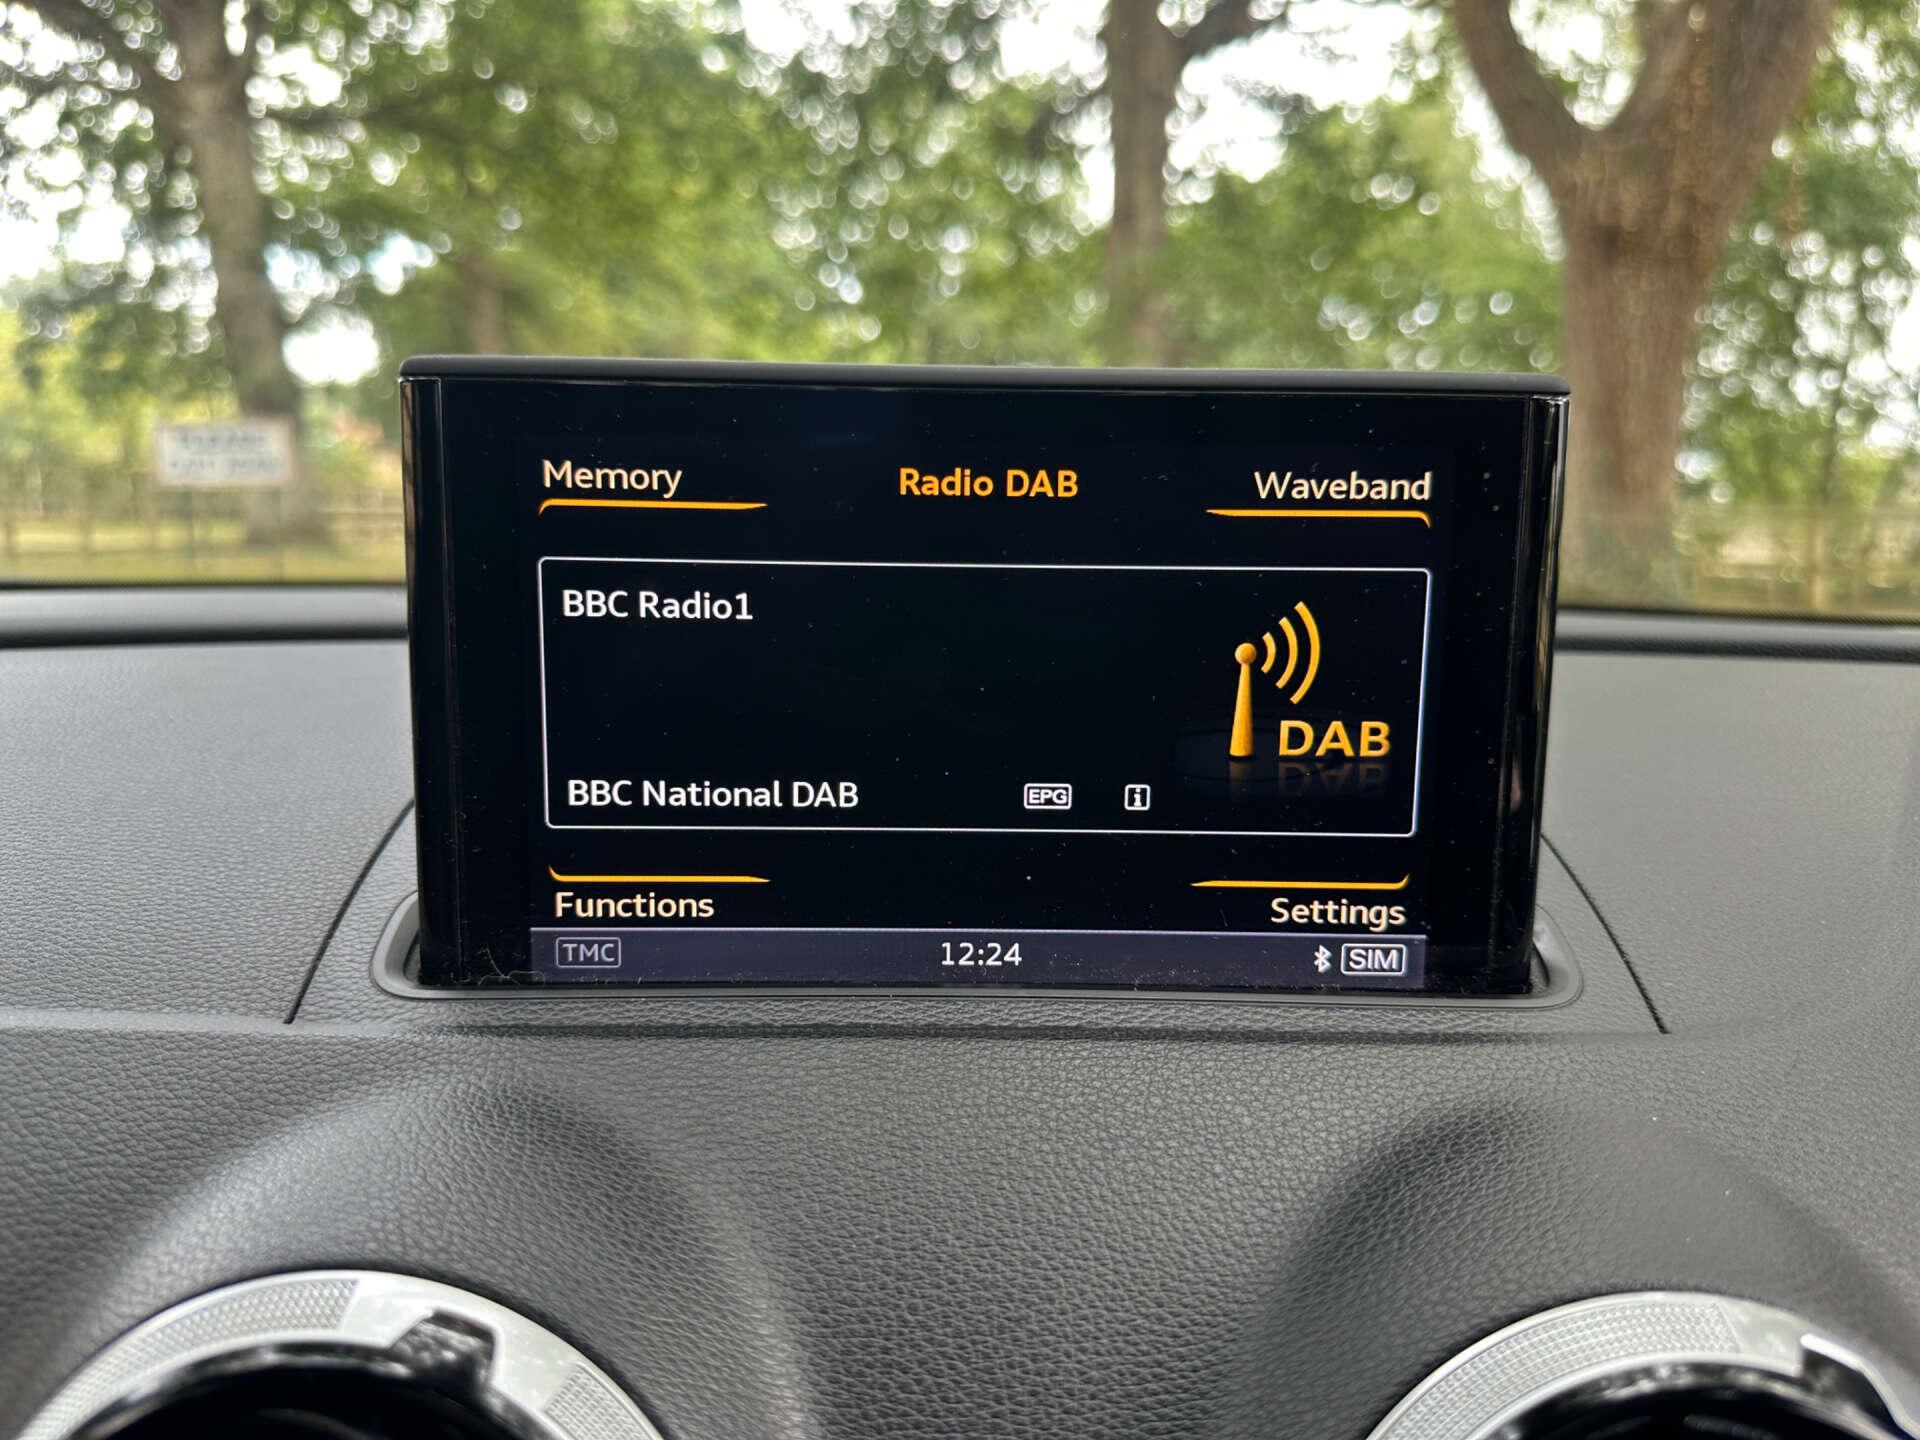 Memory
Radio DAB
Waveband
BBC Radio1
DAB
BBC National DAB
EPG
i
Functions
Settings
TMC
12:24
SIM